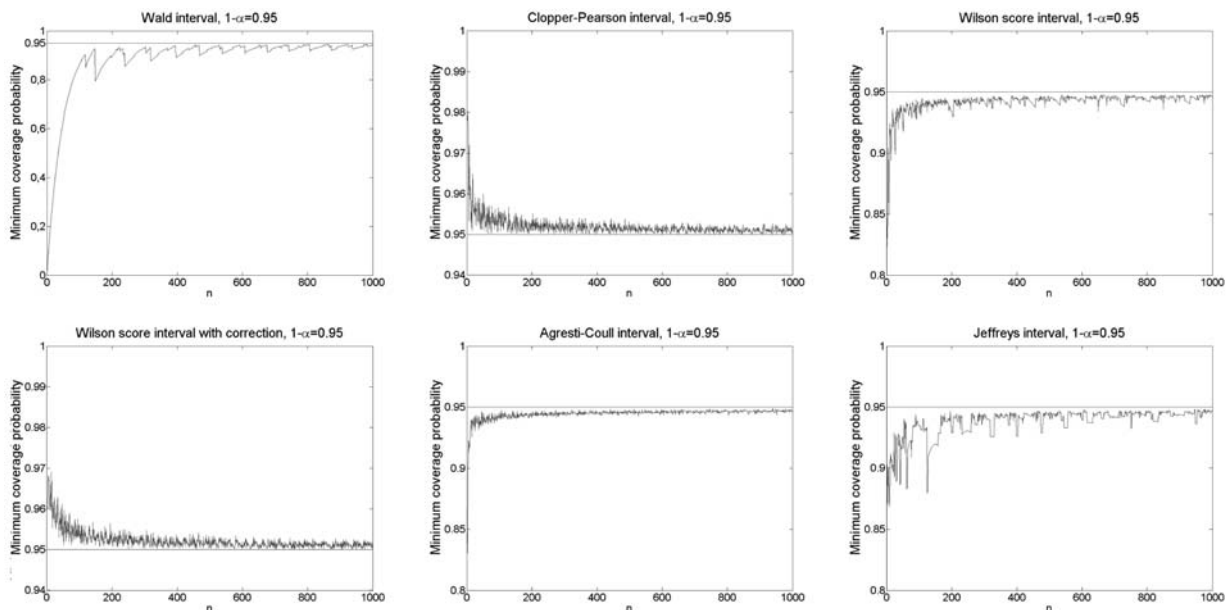 Wald interval, 1-α=0.95
Minimum coverage probability
1
0.95
0,8
0,6
0,4
0,2
0
0 200 400 600 800 1000
n
Clopper-Pearson interval, 1-α=0.95
Minimum coverage probability
1
0.99
0.98
0.97
0.96
0.95
0.94
0 200 400 600 800 1000
n
Wilson score interval, 1-α=0.95
Minimum coverage probability
1
0.95
0.9
0.85
0.8
0 200 400 600 800 1000
n
Wilson score interval with correction, 1-α=0.95
Minimum coverage probability
1
0.99
0.98
0.97
0.96
0.95
0.94
0 200 400 600 800 1000
n
Agresti-Coull interval, 1-α=0.95
Minimum coverage probability
1
0.95
0.9
0.85
0.8
0 200 400 600 800 1000
n
Jeffreys interval, 1-α=0.95
Minimum coverage probability
1
0.95
0.9
0.85
0.8
0 200 400 600 800 1000
n